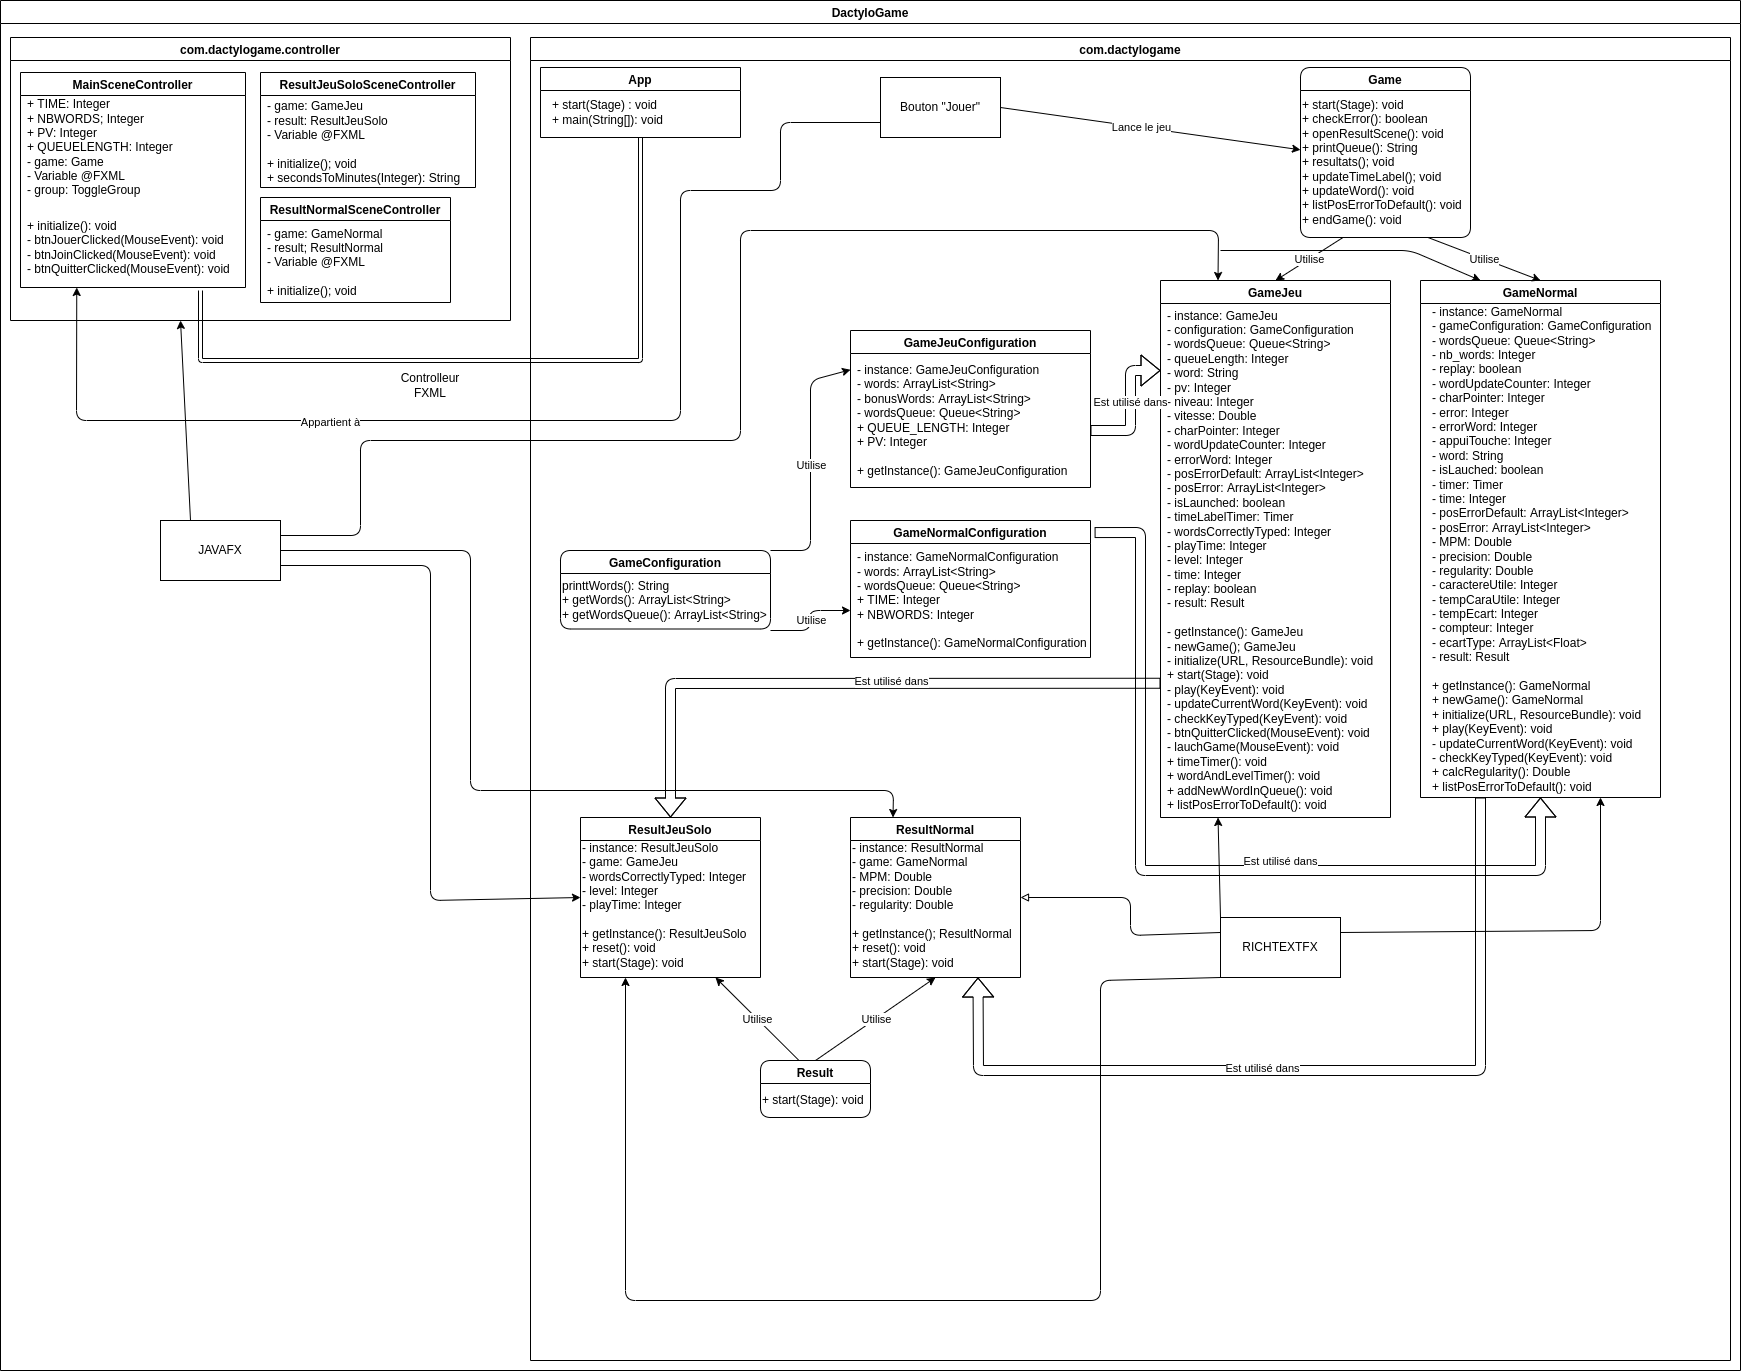 DactyloGame
com.dactylogame.controller
MainSceneController
+ TIME: Integer
+ NBWORDS; Integer
+ PV: Integer
+ QUEUELENGTH: Integer
- game: Game
- Variable @FXML
- group: ToggleGroup
+ initialize(): void
- btnJouerClicked(MouseEvent): void
- btnJoinClicked(MouseEvent): void
- btnQuitterClicked(MouseEvent): void
ResultJeuSoloSceneController
- game: GameJeu
- result: ResultJeuSolo
- Variable @FXML
+ initialize(); void
+ secondsToMinutes(Integer): String
ResultNormalSceneController
- game: GameNormal
- result; ResultNormal
- Variable @FXML
+ initialize(); void
com.dactylogame
App
+ start(Stage) : void
+ main(String[]): void
Bouton "Jouer"
Lance le jeu
Game
+ start(Stage): void
+ checkError(): boolean
+ openResultScene(): void
+ printQueue(): String
+ resultats(); void
+ updateTimeLabel(); void
+ updateWord(): void
+ listPosErrorToDefault(): void
+ endGame(): void
Utilise
Utilise
Controlleur
FXML
Appartient à
JAVAFX
GameJeuConfiguration
- instance: GameJeuConfiguration
- words: ArrayList<String>
- bonusWords: ArrayList<String>
- wordsQueue: Queue<String>
+ QUEUE_LENGTH: Integer
+ PV: Integer
+ getInstance(): GameJeuConfiguration
Est utilisé dans
Utilise
GameConfiguration
printtWords(): String
+ getWords(): ArrayList<String>
+ getWordsQueue(): ArrayList<String>
Utilise
GameNormalConfiguration
- instance: GameNormalConfiguration
- words: ArrayList<String>
- wordsQueue: Queue<String>
+ TIME: Integer
+ NBWORDS: Integer
+ getInstance(): GameNormalConfiguration
GameJeu
- instance: GameJeu
- configuration: GameConfiguration
- wordsQueue: Queue<String>
- queueLength: Integer
- word: String
- pv: Integer
- niveau: Integer
- vitesse: Double
- charPointer: Integer
- wordUpdateCounter: Integer
- errorWord: Integer
- posErrorDefault: ArrayList<Integer>
- posError: ArrayList<Integer>
- isLaunched: boolean
- timeLabelTimer: Timer
- wordsCorrectlyTyped: Integer
- playTime: Integer
- level: Integer
- time: Integer
- replay: boolean
- result: Result
- getInstance(): GameJeu
- newGame(); GameJeu
- initialize(URL, ResourceBundle): void
+ start(Stage): void
- play(KeyEvent): void
- updateCurrentWord(KeyEvent): void
- checkKeyTyped(KeyEvent): void
- btnQuitterClicked(MouseEvent): void
- lauchGame(MouseEvent): void
+ timeTimer(): void
+ wordAndLevelTimer(): void
+ addNewWordInQueue(): void
+ listPosErrorToDefault(): void
GameNormal
- instance: GameNormal
- gameConfiguration: GameConfiguration
- wordsQueue: Queue<String>
- nb_words: Integer
- replay: boolean
- wordUpdateCounter: Integer
- charPointer: Integer
- error: Integer
- errorWord: Integer
- appuiTouche: Integer
- word: String
- isLauched: boolean
- timer: Timer
- time: Integer
- posErrorDefault: ArrayList<Integer>
- posError: ArrayList<Integer>
- MPM: Double
- precision: Double
- regularity: Double
- caractereUtile: Integer
- tempCaraUtile: Integer
- tempEcart: Integer
- compteur: Integer
- ecartType: ArrayList<Float>
- result: Result
+ getInstance(): GameNormal
+ newGame(): GameNormal
+ initialize(URL, ResourceBundle): void
+ play(KeyEvent): void
- updateCurrentWord(KeyEvent): void
- checkKeyTyped(KeyEvent): void
+ calcRegularity(): Double
+ listPosErrorToDefault(): void
Est utilisé dans
ResultJeuSolo
- instance: ResultJeuSolo
- game: GameJeu
- wordsCorrectlyTyped: Integer
- level: Integer
- playTime: Integer
+ getInstance(): ResultJeuSolo
+ reset(): void
+ start(Stage): void
ResultNormal
- instance: ResultNormal
- game: GameNormal
- MPM: Double
- precision: Double
- regularity: Double
+ getInstance(); ResultNormal
+ reset(): void
+ start(Stage): void
Est utilisé dans
RICHTEXTFX
Utilise
Utilise
Result
+ start(Stage): void
Est utilisé dans